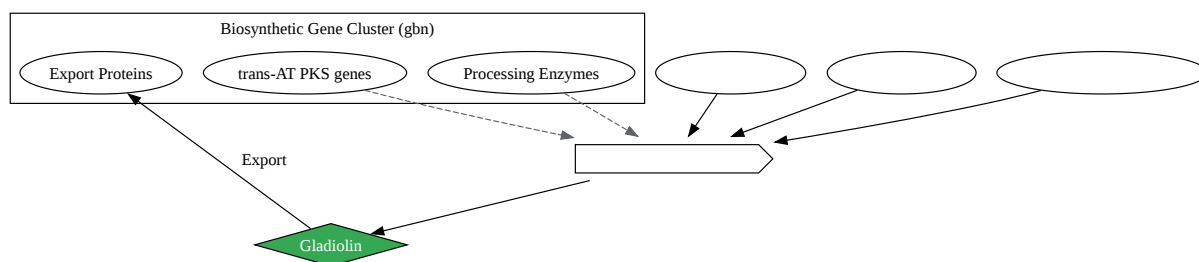 Biosynthetic Gene Cluster (gbn)
Export Proteins
trans-AT PKS genes
Processing Enzymes
Export
Gladiolin